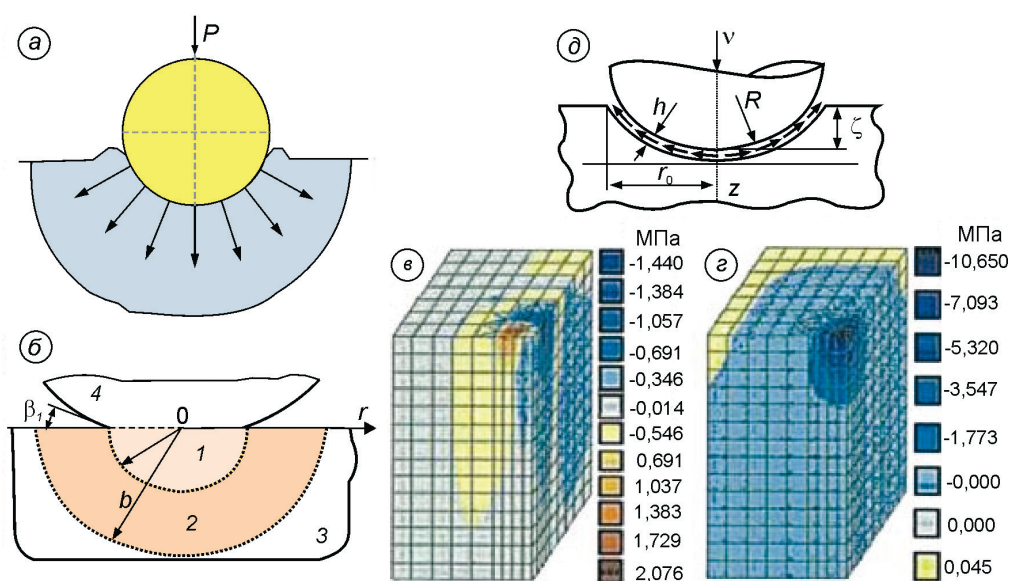 а
P
д
ν
h
R
ζ
r₀
z
б
4
β₁
0
r
1
b
2
3
в
МПа
-1,440
-1,384
-1,057
-0,691
-0,346
-0,014
-0,546
0,691
1,037
1,383
1,729
2,076
г
МПа
-10,650
-7,093
-5,320
-3,547
-1,773
-0,000
0,000
0,045